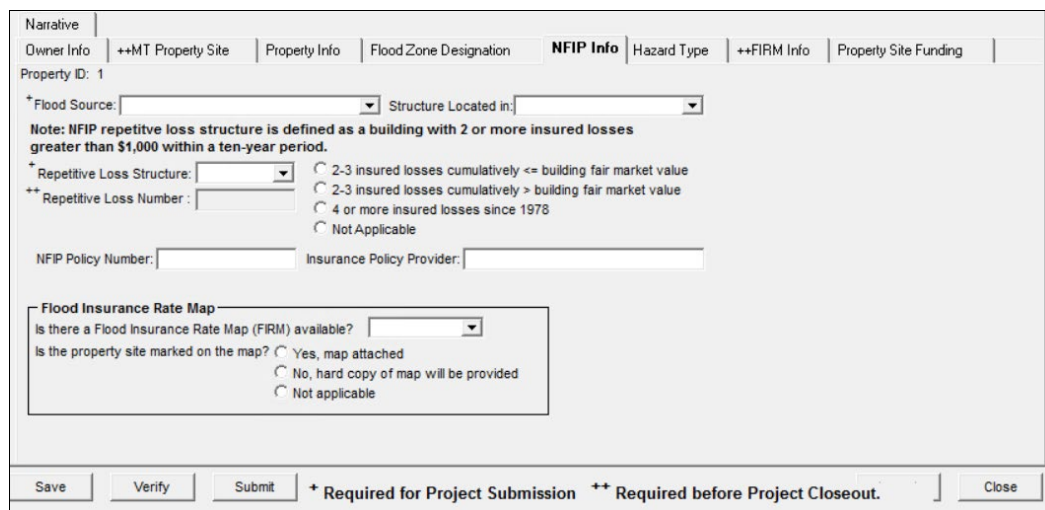 Narrative
Owner Info ++MT Property Site Property Info Flood Zone Designation NFIP Info Hazard Type ++FIRM Info Property Site Funding
Property ID: 1
+Flood Source: Structure Located in:
Note: NFIP repetitve loss structure is defined as a building with 2 or more insured losses
greater than $1,000 within a ten-year period.
+Repetitive Loss Structure: 2-3 insured losses cumulatively <= building fair market value
++Repetitive Loss Number : 2-3 insured losses cumulatively > building fair market value
4 or more insured losses since 1978
Not Applicable
NFIP Policy Number: Insurance Policy Provider:
Flood Insurance Rate Map
Is there a Flood Insurance Rate Map (FIRM) available?
Is the property site marked on the map? Yes, map attached
No, hard copy of map will be provided
Not applicable
Save Verify Submit + Required for Project Submission ++ Required before Project Closeout. Close